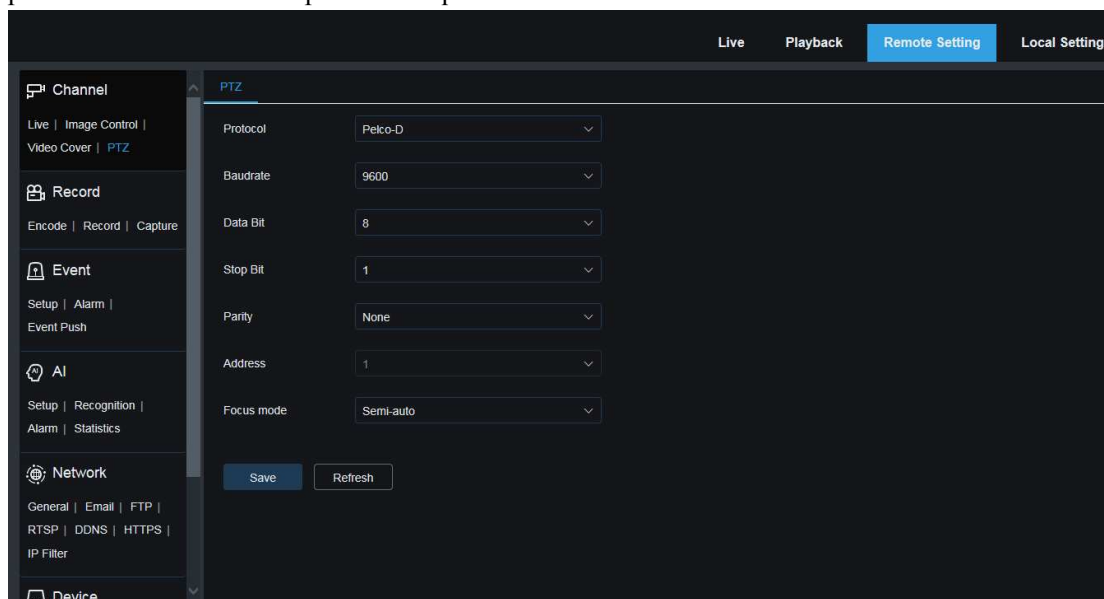 Live Playback Remote Setting Local Setting
Channel
Live | Image Control |
Video Cover | PTZ
Record
Encode | Record | Capture
Event
Setup | Alarm |
Event Push
AI
Setup | Recognition |
Alarm | Statistics
Network
General | Email | FTP |
RTSP | DDNS | HTTPS |
IP Filter
Device
PTZ
Protocol Pelco-D
Baudrate 9600
Data Bit 8
Stop Bit 1
Parity None
Address 1
Focus mode Semi-auto
Save Refresh